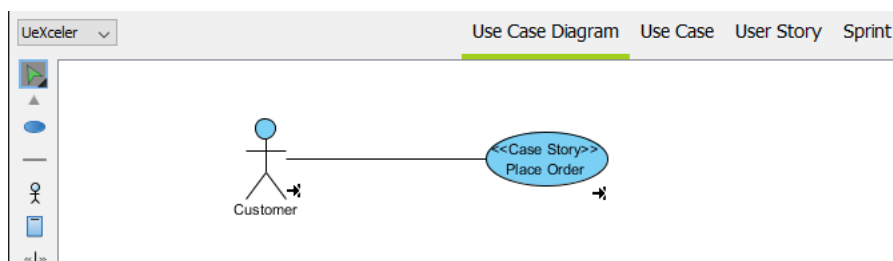 UeXceler
Use Case Diagram Use Case User Story Sprint
<<Case Story>>
Place Order
Customer